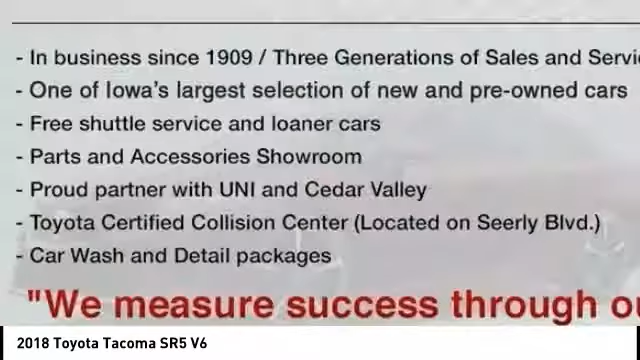 - In business since 1909 / Three Generations of Sales and
- One of Iowa's largest selection of new and pre-owned cars
- Free shuttle service and loaner cars
- Parts and Accessories Showroom
- Proud partner with UNI and Cedar Valley
- Toyota Certified Collision Center (Located on Seerly Blvd.)
- Car Wash and Detail packages
"We measure success through
2018 Toyota Tacoma SR5 V6